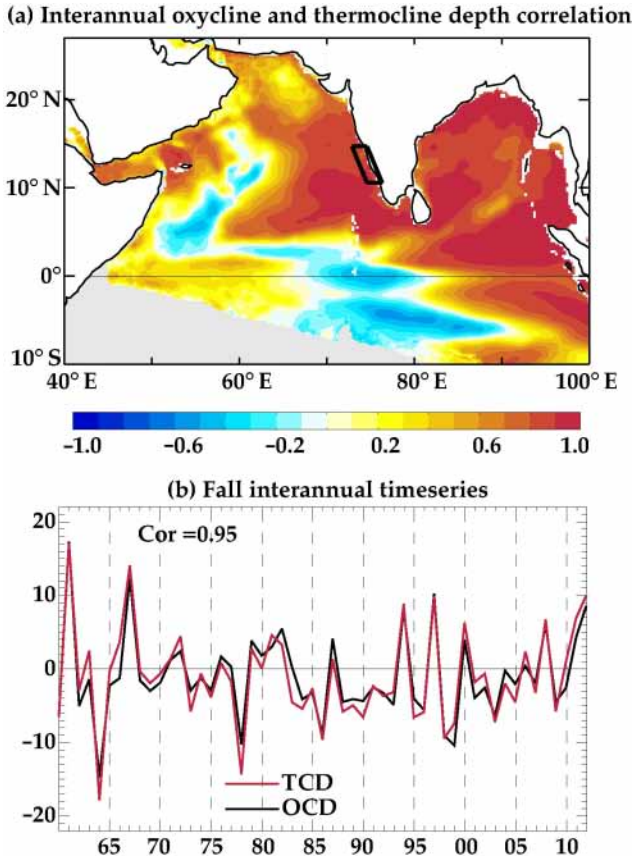 (a) Interannual oxycline and thermocline depth correlation
20° N
10° N
0°
10° S
40° E 60° E 80° E 100° E
−1.0 −0.6 −0.2 0.2 0.6 1.0
(b) Fall interannual timeseries
20
Cor =0.95
10
0
−10
TCD
OCD
−20
65 70 75 80 85 90 95 00 05 10